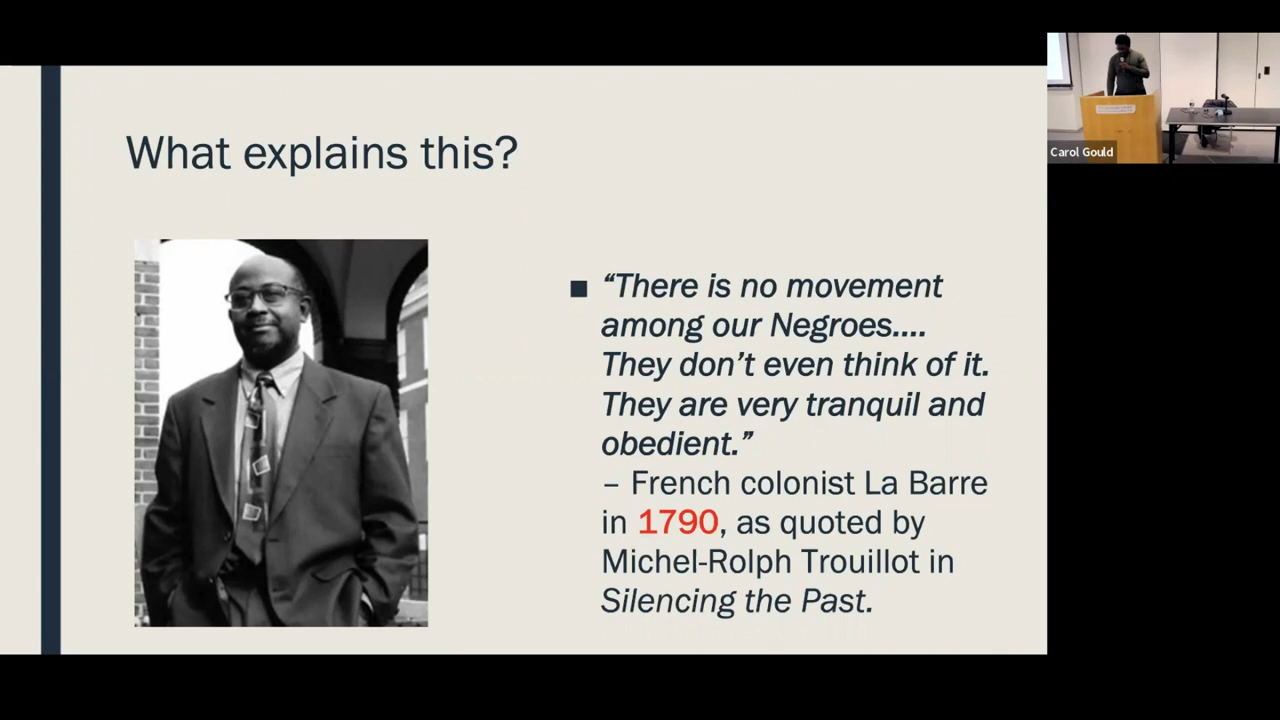 What explains this?
■ “There is no movement
among our Negroes....
They don’t even think of it.
They are very tranquil and
obedient.”
– French colonist La Barre
in 1790, as quoted by
Michel-Rolph Trouillot in
Silencing the Past.
Carol Gould